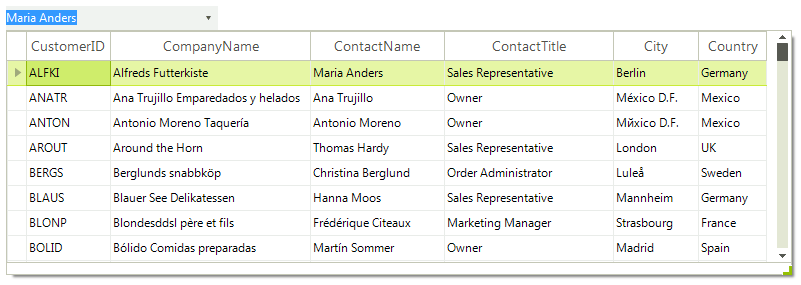 Maria Anders
CustomerID CompanyName ContactName ContactTitle City Country
ALFKI Alfreds Futterkiste Maria Anders Sales Representative Berlin Germany
ANATR Ana Trujillo Emparedados y helados Ana Trujillo Owner México D.F. Mexico
ANTON Antonio Moreno Taquería Antonio Moreno Owner Mйxico D.F. Mexico
AROUT Around the Horn Thomas Hardy Sales Representative London UK
BERGS Berglunds snabbköp Christina Berglund Order Administrator Luleå Sweden
BLAUS Blauer See Delikatessen Hanna Moos Sales Representative Mannheim Germany
BLONP Blondesddsl père et fils Frédérique Citeaux Marketing Manager Strasbourg France
BOLID Bólido Comidas preparadas Martín Sommer Owner Madrid Spain